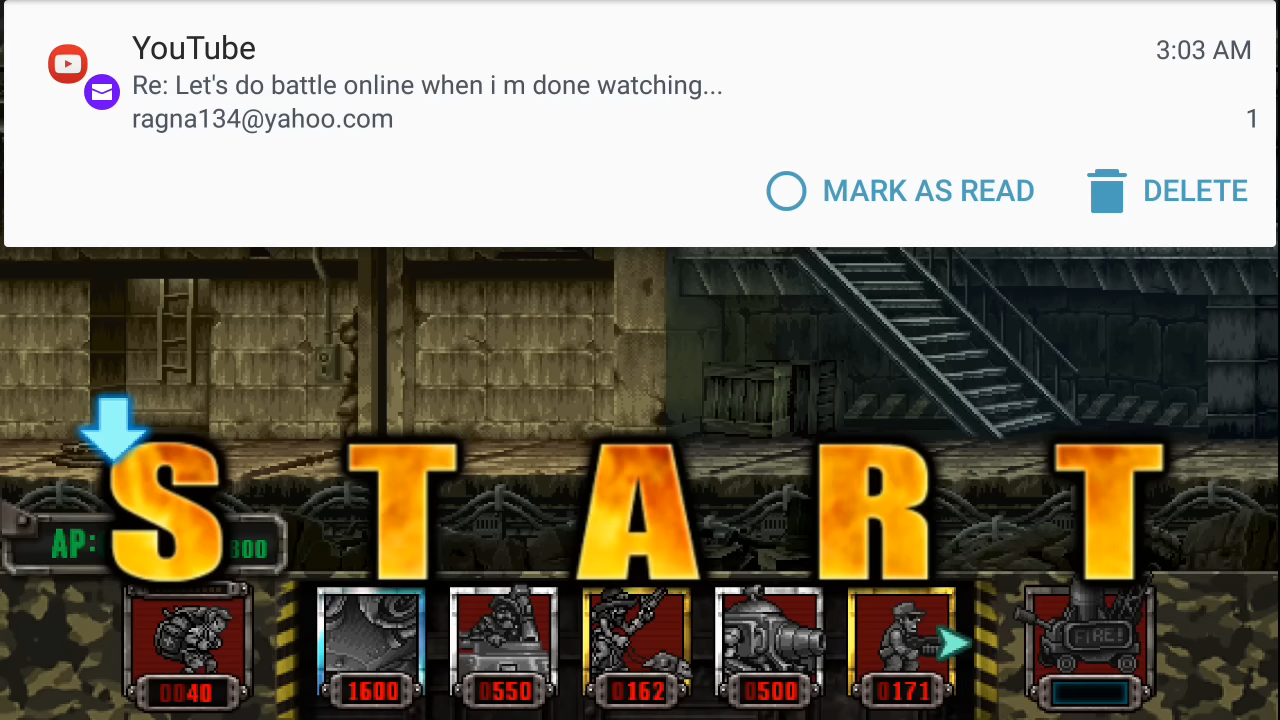 YouTube
3:03 AM
Re: Let's do battle online when i m done watching...
ragna134@yahoo.com
1
MARK AS READ
DELETE
START
AP:
300
0040
1600
0550
0162
0500
0171
FIRE!